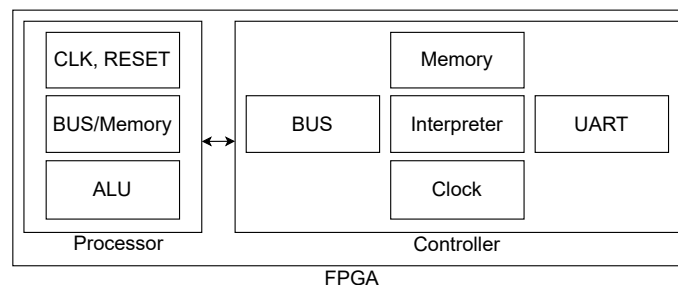 CLK, RESET
BUS/Memory
ALU
Processor
Memory
BUS
Interpreter
UART
Clock
Controller
FPGA